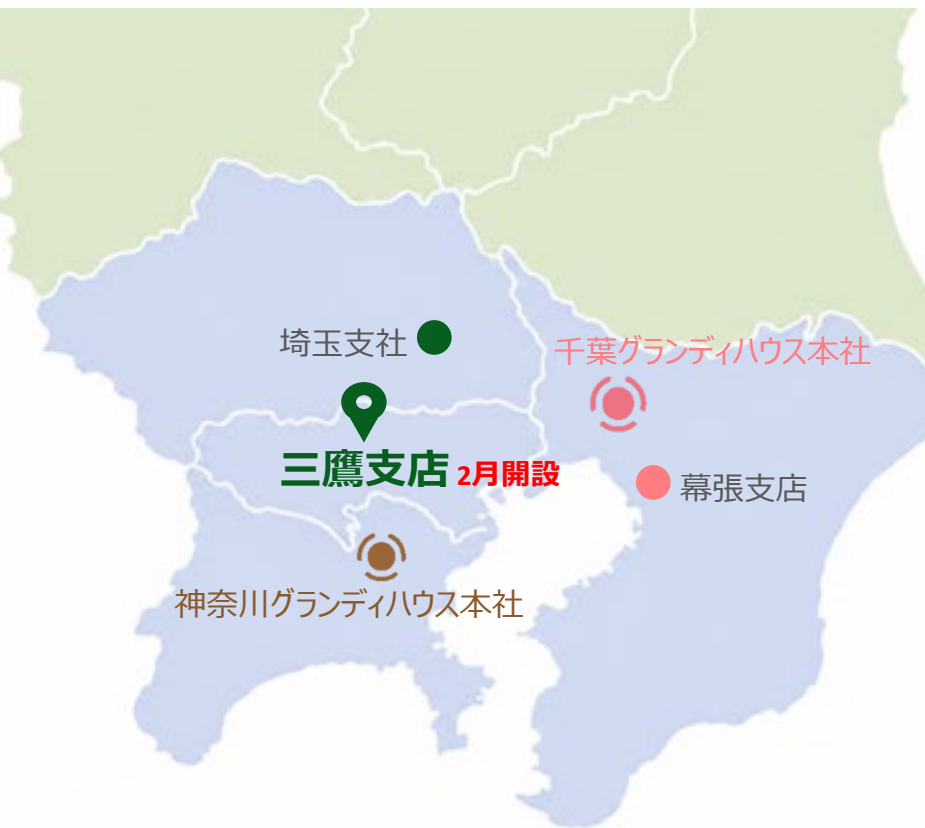 埼玉支社
千葉グランディハウス本社
三鷹支店 2月開設
幕張支店
神奈川グランディハウス本社